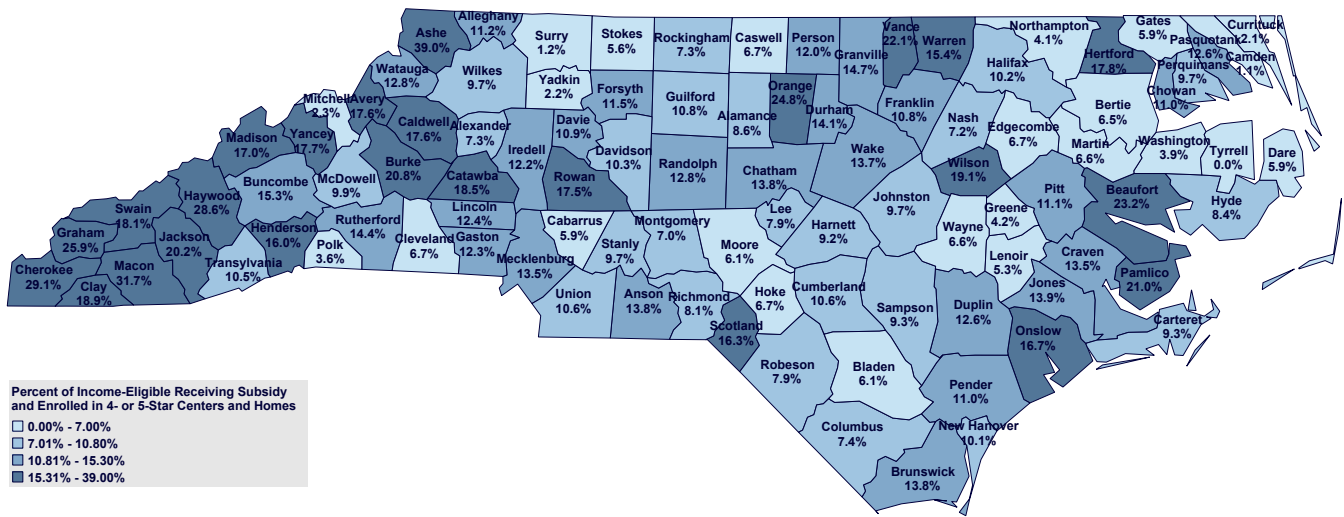 Alleghany
11.2%
Ashe
39.0%
Surry
1.2%
Stokes
5.6%
Rockingham
7.3%
Caswell
6.7%
Person
12.0%
Granville
14.7%
Vance
22.1%
Warren
15.4%
Northampton
4.1%
Gates
5.9%
Currituck
2.1%
Pasquotank
12.6%
Camden
1.1%
Hertford
17.8%
Perquimans
9.7%
Chowan
11.0%
Halifax
10.2%
Watauga
12.8%
Wilkes
9.7%
Yadkin
2.2%
Forsyth
11.5%
Guilford
10.8%
Alamance
8.6%
Orange
24.8%
Durham
14.1%
Franklin
10.8%
Nash
7.2%
Edgecombe
6.7%
Bertie
6.5%
Martin
6.6%
Washington
3.9%
Tyrrell
0.0%
Dare
5.9%
Mitchell
2.3%
Avery
17.6%
Caldwell
17.6%
Alexander
7.3%
Iredell
12.2%
Davie
10.9%
Davidson
10.3%
Randolph
12.8%
Chatham
13.8%
Wake
13.7%
Wilson
19.1%
Pitt
11.1%
Beaufort
23.2%
Hyde
8.4%
Madison
17.0%
Yancey
17.7%
Burke
20.8%
McDowell
9.9%
Catawba
18.5%
Rowan
17.5%
Buncombe
15.3%
Haywood
28.6%
Swain
18.1%
Graham
25.9%
Jackson
20.2%
Henderson
16.0%
Rutherford
14.4%
Polk
3.6%
Cleveland
6.7%
Lincoln
12.4%
Gaston
12.3%
Mecklenburg
13.5%
Cabarrus
5.9%
Stanly
9.7%
Montgomery
7.0%
Moore
6.1%
Lee
7.9%
Harnett
9.2%
Johnston
9.7%
Wayne
6.6%
Greene
4.2%
Lenoir
5.3%
Craven
13.5%
Pamlico
21.0%
Jones
13.9%
Cherokee
29.1%
Clay
18.9%
Macon
31.7%
Transylvania
10.5%
Union
10.6%
Anson
13.8%
Richmond
8.1%
Scotland
16.3%
Hoke
6.7%
Cumberland
10.6%
Sampson
9.3%
Duplin
12.6%
Onslow
16.7%
Carteret
9.3%
Robeson
7.9%
Bladen
6.1%
Pender
11.0%
Columbus
7.4%
New Hanover
10.1%
Brunswick
13.8%
Percent of Income-Eligible Receiving Subsidy
and Enrolled in 4- or 5-Star Centers and Homes
0.00% - 7.00%
7.01% - 10.80%
10.81% - 15.30%
15.31% - 39.00%